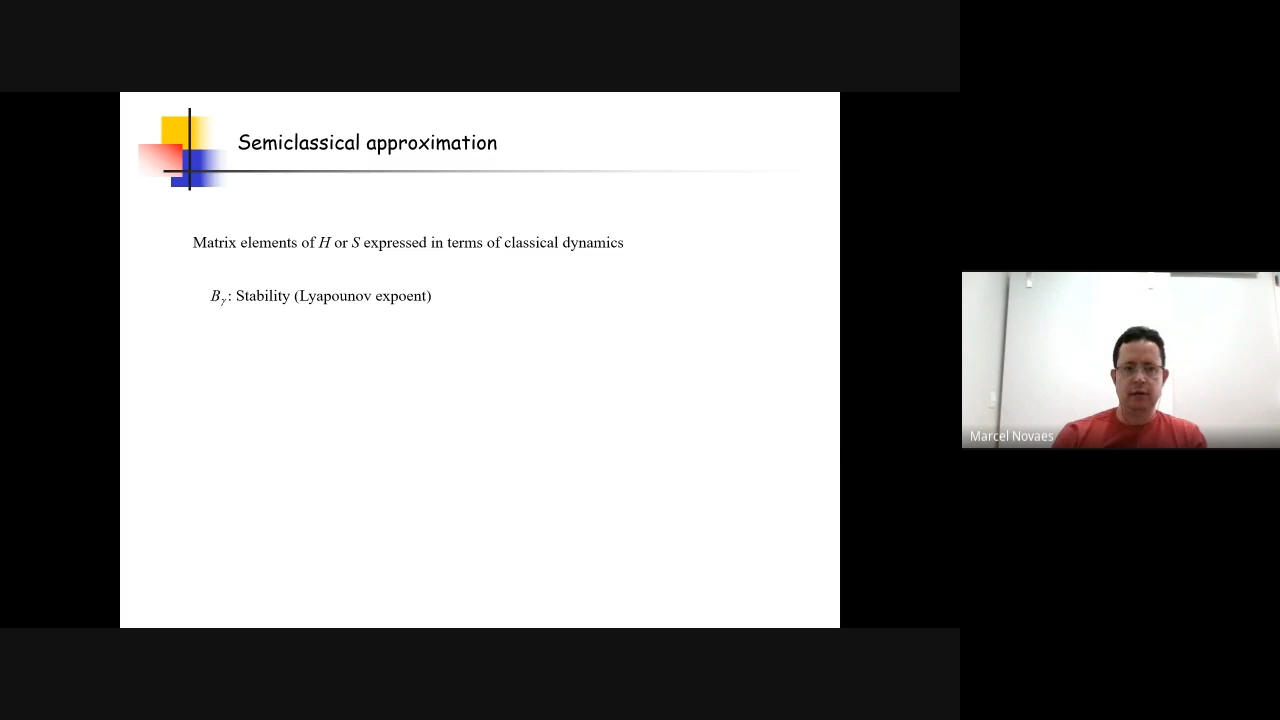 Semiclassical approximation
Matrix elements of H or S expressed in terms of classical dynamics
Bγ: Stability (Lyapounov expoent)
Marcel Novaes